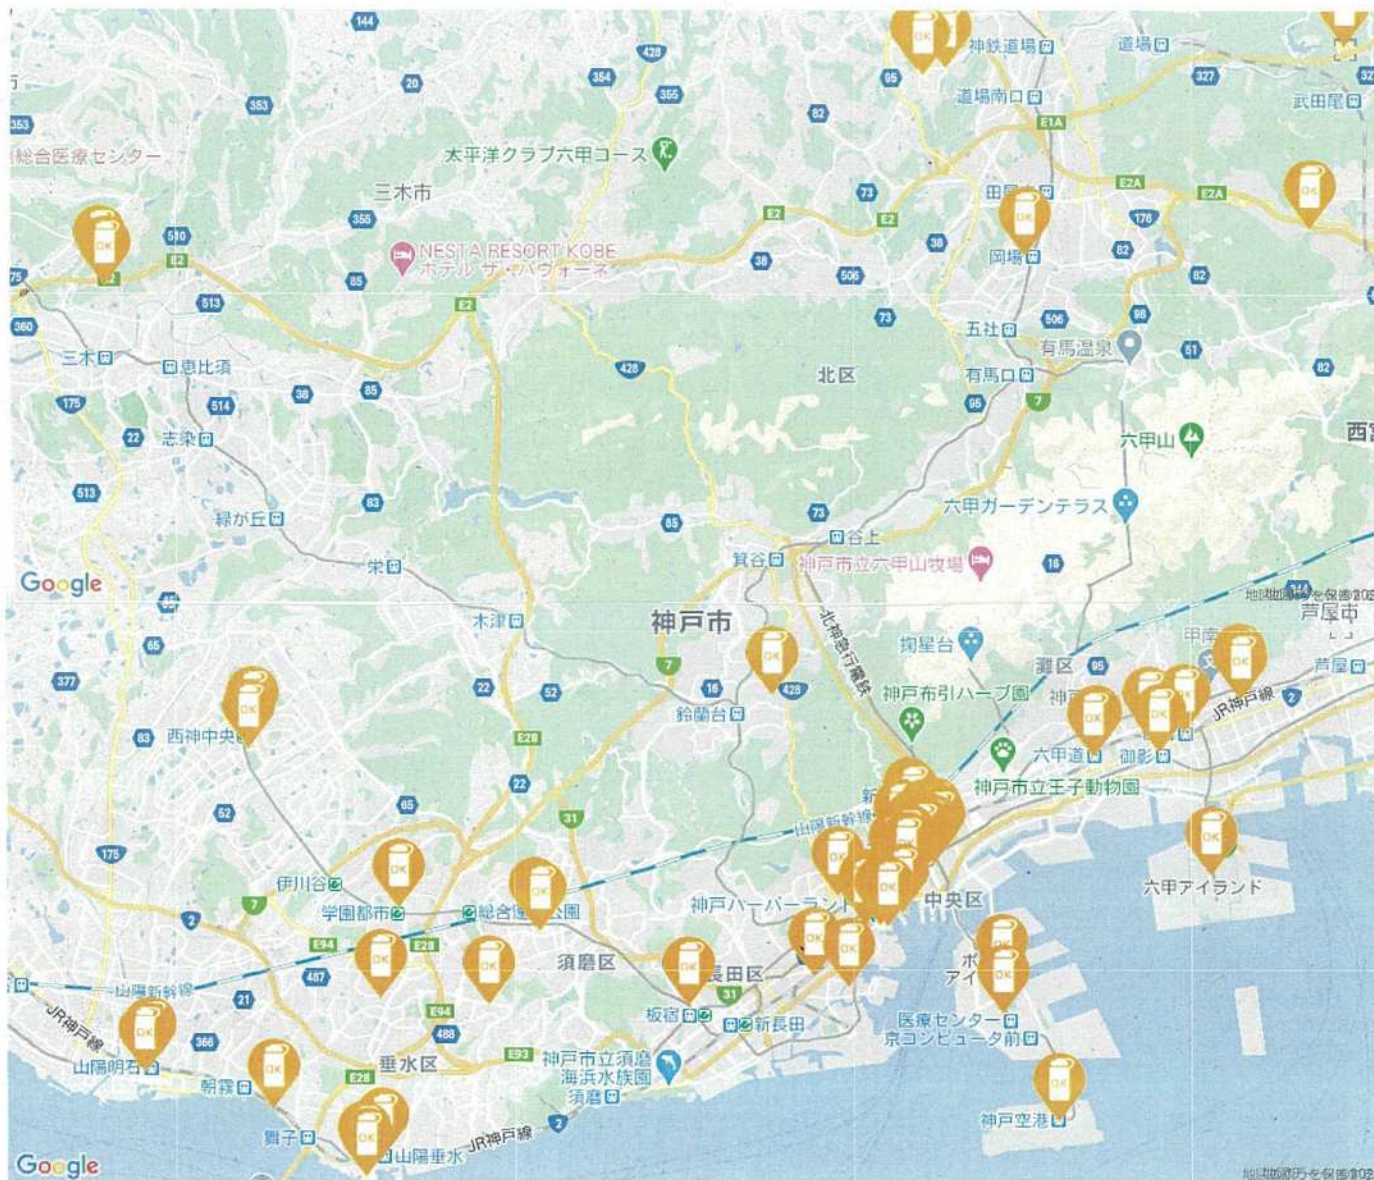 144
428
神鉄道場
道場
20
354
355
95
327
353
道場南口
武田尾
353
82
E1A
総合医療センター
太平洋クラブ六甲コース
三木市
73
田
E2A
E2A
355
E2
E2
176
510
38
NESTA RESORT KOBE
ホテル ザ・パヴォーネ
岡場
82
E2
38
506
75
85
82
513
E2
360
73
五社
506
98
三木
恵比須
有馬温泉
51
428
北区
有馬口
82
85
38
7
175
514
95
22
志染
六甲山
西宮
513
83
六甲ガーデンテラス
緑が丘
85
73
谷上
箕谷
栄
神戸市立六甲山牧場
16
Google
65
344
木津
神戸市
北神急行電鉄
芦屋市
65
掬星台
甲南
7
灘区
95
芦屋
377
22
52
16
428
神戸布引ハーブ園
2
鈴蘭台
JR神戸線
83
西神中央
E28
六甲道
御影
22
神戸市立王子動物園
65
52
31
山陽新幹線
175
伊川谷
六甲アイランド
7
学園都市
神戸ハーバーランド
中央区
2
E94
E28
487
須磨区
長田区
山陽新幹線
21
31
E94
板宿
新長田
医療センター
JR神戸線
366
488
京コンピュータ前
山陽明石
垂水区
E93
神戸市立須磨
海浜水族園
朝霧
E28
須磨
神戸空港
舞子
JR神戸線
2
山陽垂水
Google
OK